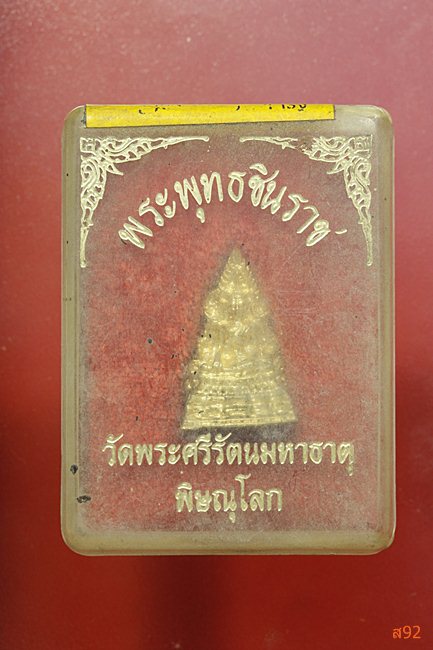 พระพุทธชินราช
วัดพระศรีรัตนมหาธาตุ
พิษณุโลก
ส92